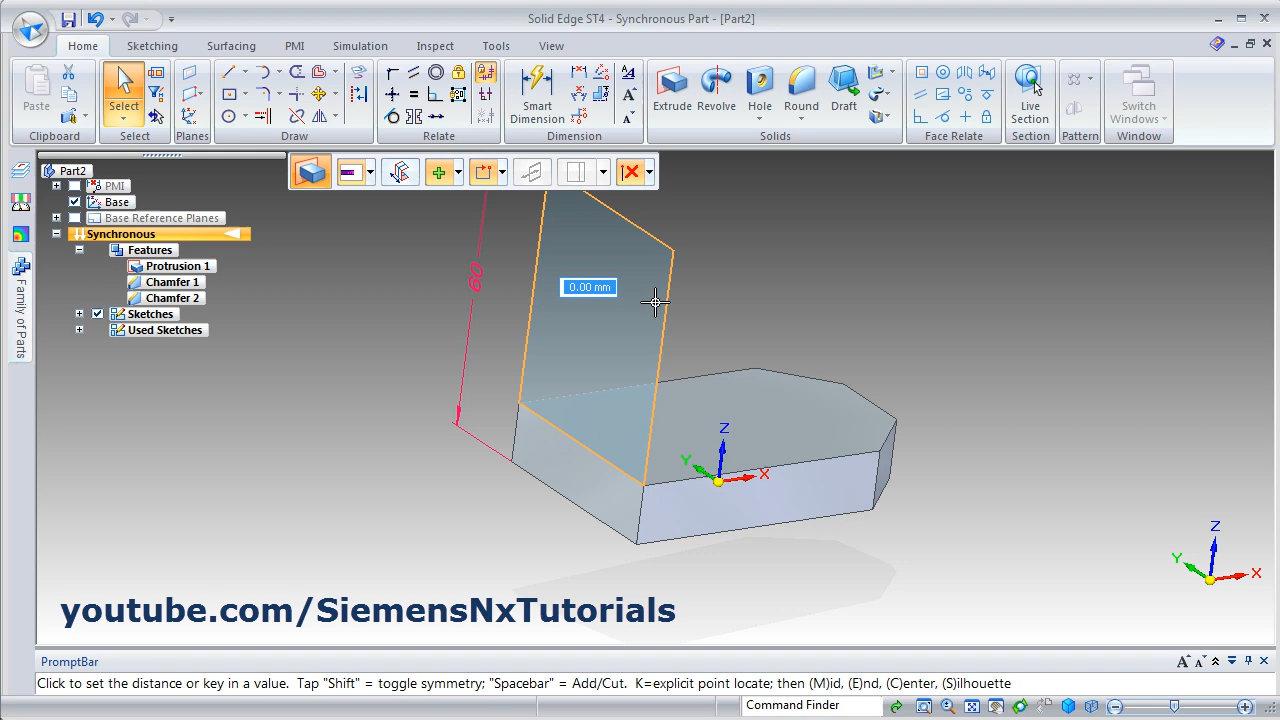 Solid Edge ST4 - Synchronous Part - [Part2]
Home
Sketching
Surfacing
PMI
Simulation
Inspect
Tools
View
Paste
Select
Smart Dimension
Extrude
Revolve
Hole
Round
Draft
Live Section
Switch Windows
Clipboard
Select
Planes
Draw
Relate
Dimension
Solids
Face Relate
Section
Pattern
Window
Part2
PMI
Base
Base Reference Planes
Synchronous
Features
Protrusion 1
Chamfer 1
Chamfer 2
Sketches
Used Sketches
Family of Parts
60
0.00 mm
Z
Y
X
Z
Y
X
youtube.com/SiemensNxTutorials
PromptBar
Click to set the distance or key in a value. Tap "Shift" = toggle symmetry; "Spacebar" = Add/Cut. K=explicit point locate; then (M)id, (E)nd, (C)enter, (S)ilhouette
Command Finder